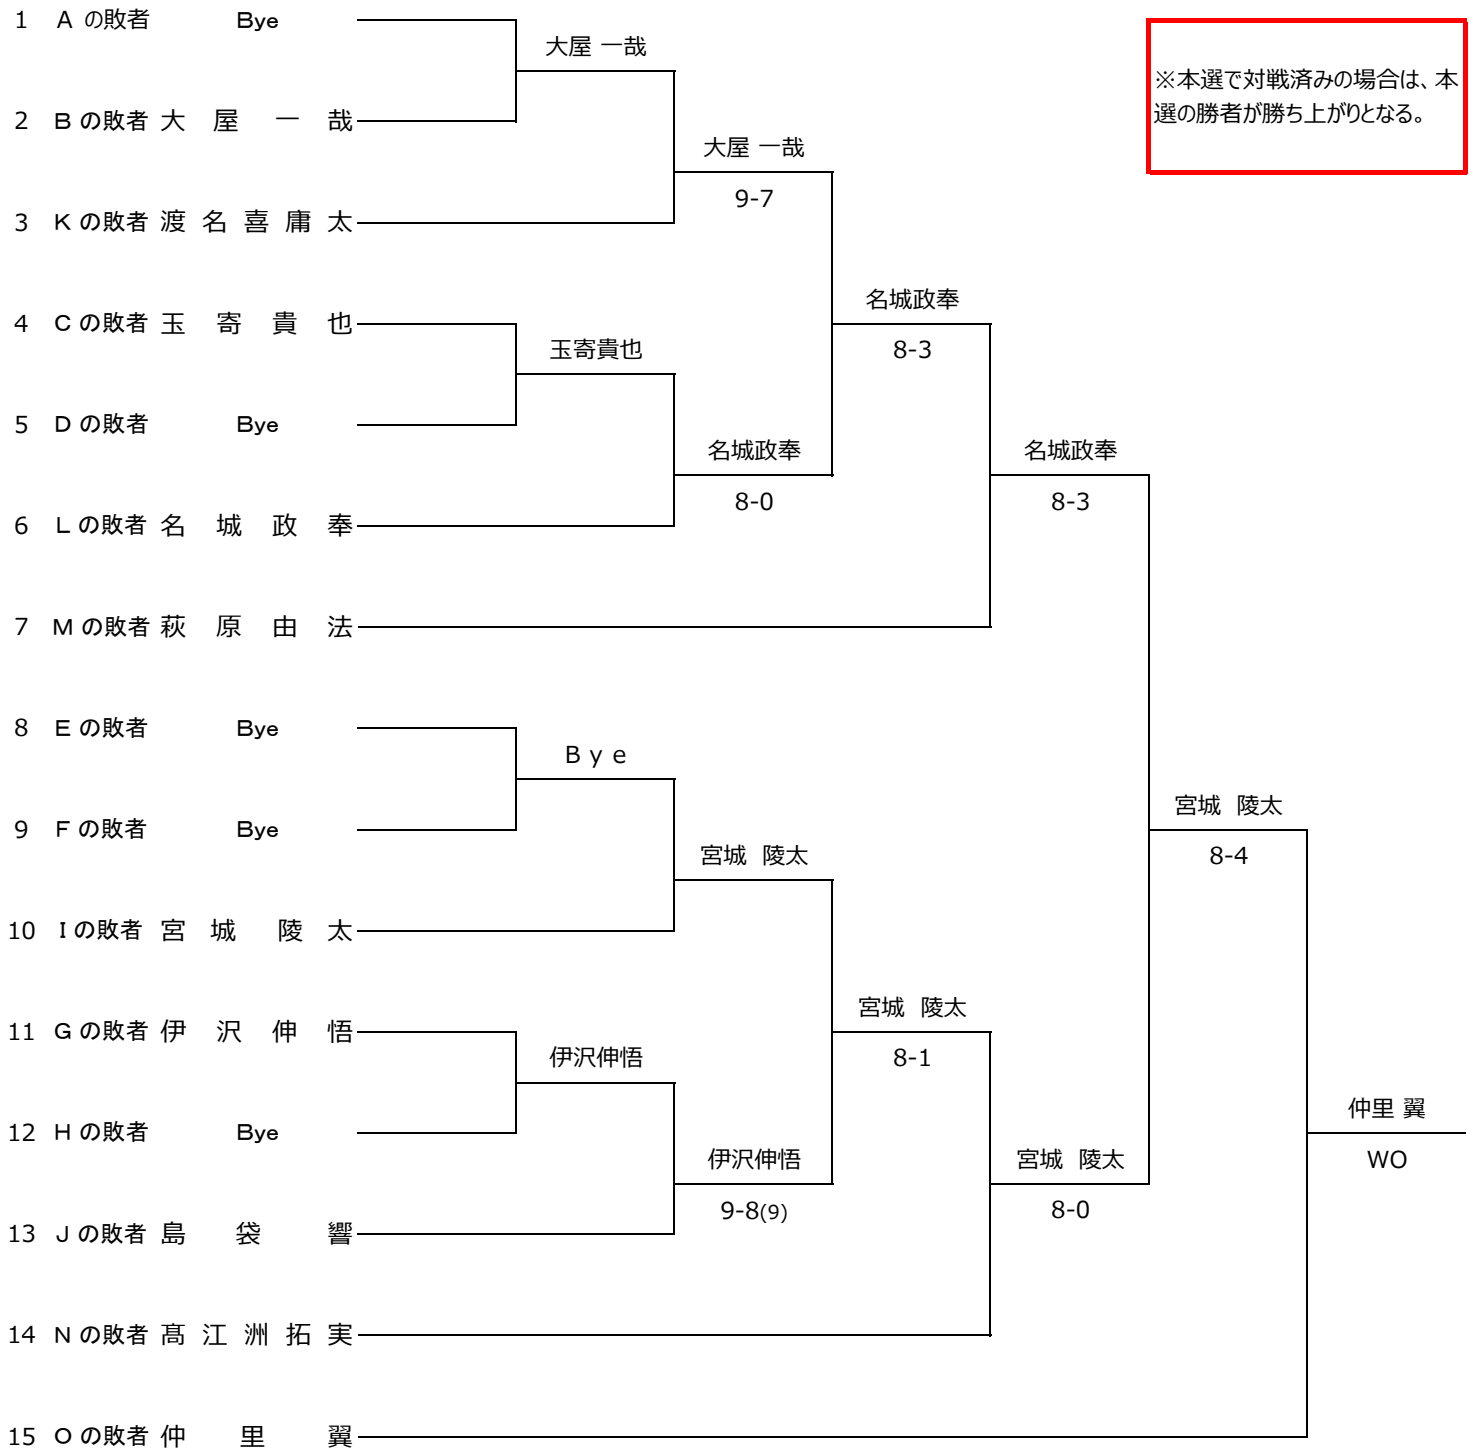 1 A の敗者 Bye
大屋 一哉
※本選で対戦済みの場合は、本
選の勝者が勝ち上がりとなる。
2 B の敗者 大屋一哉
大屋 一哉
9-7
3 K の敗者 渡名喜庸太
名城政奉
4 C の敗者 玉寄貴也
玉寄貴也
8-3
5 D の敗者 Bye
名城政奉
名城政奉
8-0
8-3
6 L の敗者 名城政奉
7 M の敗者 萩原由法
8 E の敗者 Bye
Bye
宮城 陵太
9 F の敗者 Bye
宮城 陵太
8-4
10 I の敗者 宮城 陵太
宮城 陵太
11 G の敗者 伊沢伸悟
伊沢伸悟
8-1
仲里 翼
12 H の敗者 Bye
伊沢伸悟
宮城 陵太
WO
9-8(9)
8-0
13 J の敗者 島袋響
14 N の敗者 髙江洲拓実
15 O の敗者 仲里翼